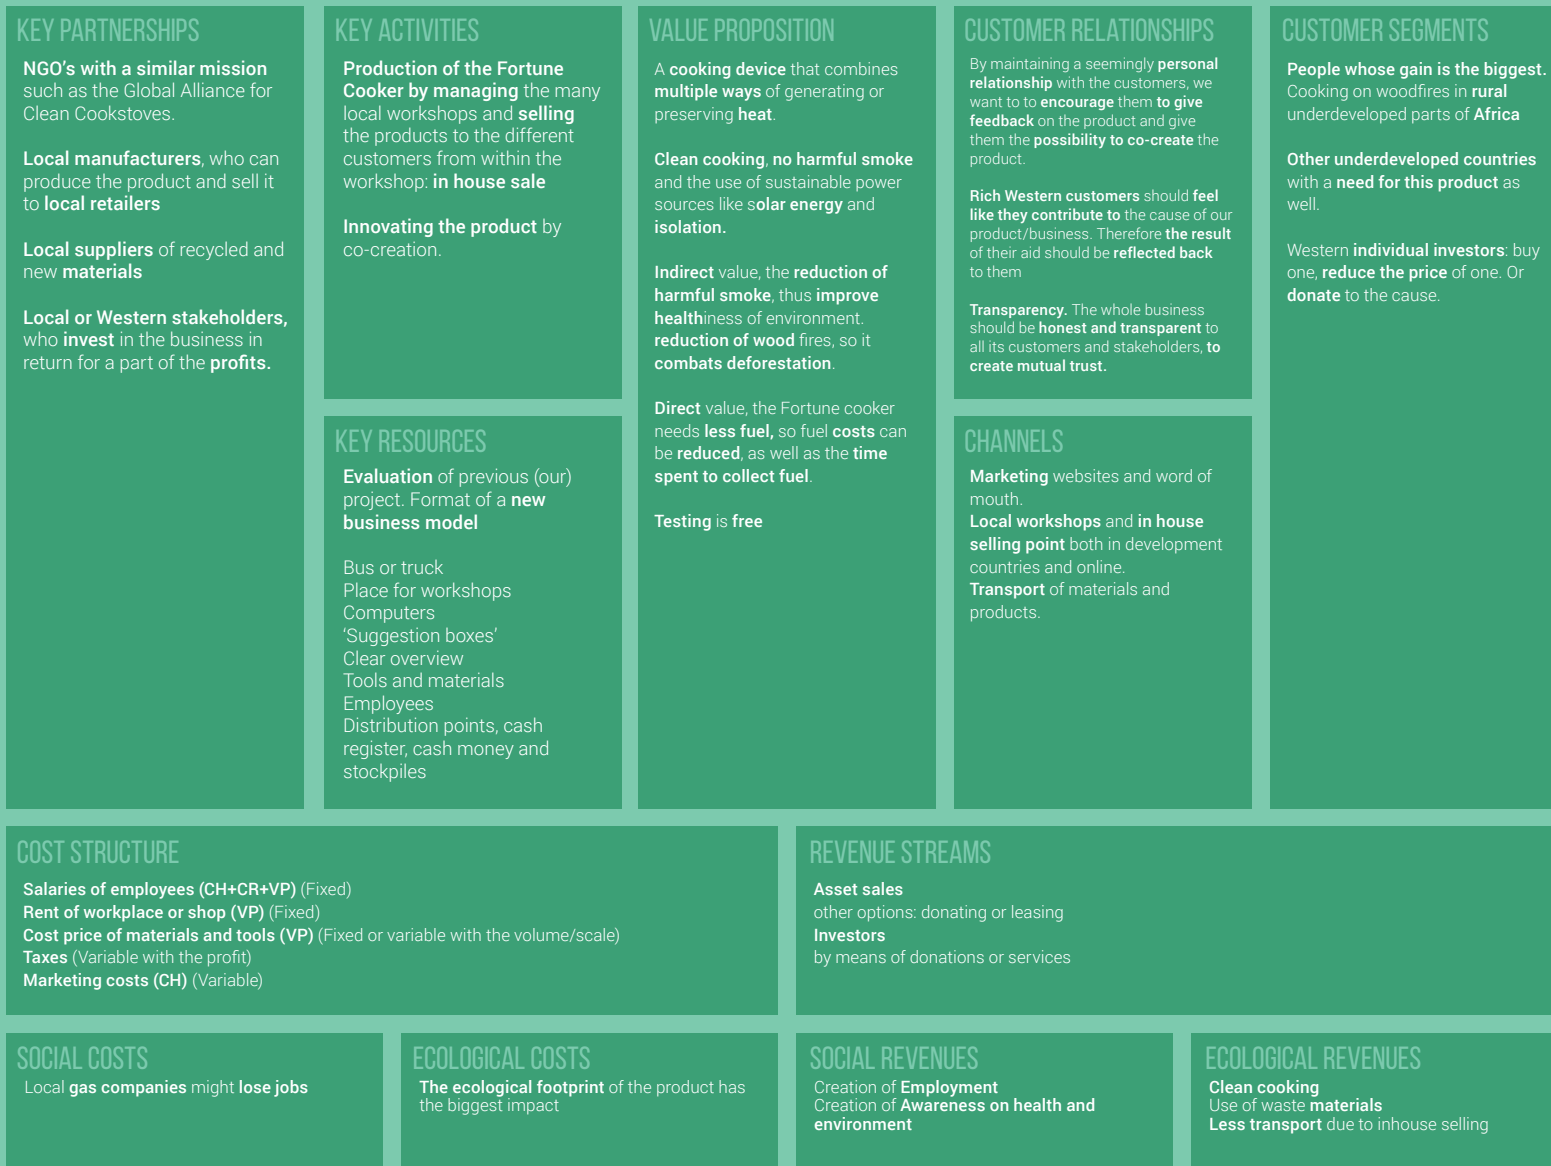 KEY PARTNERSHIPS
NGO's with a similar mission
such as the Global Alliance for
Clean Cookstoves.
Local manufacturers, who can
produce the product and sell it
to local retailers
Local suppliers of recycled and
new materials
Local or Western stakeholders,
who invest in the business in
return for a part of the profits.
KEY ACTIVITIES
Production of the Fortune
Cooker by managing the many
local workshops and selling
the products to the different
customers from within the
workshop: in house sale
Innovating the product by
co-creation.
KEY RESOURCES
Evaluation of previous (our)
project. Format of a new
business model
Bus or truck
Place for workshops
Computers
‘Suggestion boxes’
Clear overview
Tools and materials
Employees
Distribution points, cash
register, cash money and
stockpiles
VALUE PROPOSITION
A cooking device that combines
multiple ways of generating or
preserving heat.
Clean cooking, no harmful smoke
and the use of sustainable power
sources like solar energy and
isolation.
Indirect value, the reduction of
harmful smoke, thus improve
healthiness of environment.
reduction of wood fires, so it
combats deforestation.
Direct value, the Fortune cooker
needs less fuel, so fuel costs can
be reduced, as well as the time
spent to collect fuel.
Testing is free
CUSTOMER RELATIONSHIPS
By maintaining a seemingly personal
relationship with the customers, we
want to to encourage them to give
feedback on the product and give
them the possibility to co-create the
product.
Rich Western customers should feel
like they contribute to the cause of our
product/business. Therefore the result
of their aid should be reflected back
to them
Transparency. The whole business
should be honest and transparent to
all its customers and stakeholders, to
create mutual trust.
CHANNELS
Marketing websites and word of
mouth.
Local workshops and in house
selling point both in development
countries and online.
Transport of materials and
products.
CUSTOMER SEGMENTS
People whose gain is the biggest.
Cooking on woodfires in rural
underdeveloped parts of Africa
Other underdeveloped countries
with a need for this product as
well.
Western individual investors: buy
one, reduce the price of one. Or
donate to the cause.
COST STRUCTURE
Salaries of employees (CH+CR+VP) (Fixed)
Rent of workplace or shop (VP) (Fixed)
Cost price of materials and tools (VP) (Fixed or variable with the volume/scale)
Taxes (Variable with the profit)
Marketing costs (CH) (Variable)
REVENUE STREAMS
Asset sales
other options: donating or leasing
Investors
by means of donations or services
SOCIAL COSTS
Local gas companies might lose jobs
ECOLOGICAL COSTS
The ecological footprint of the product has
the biggest impact
SOCIAL REVENUES
Creation of Employment
Creation of Awareness on health and
environment
ECOLOGICAL REVENUES
Clean cooking
Use of waste materials
Less transport due to inhouse selling